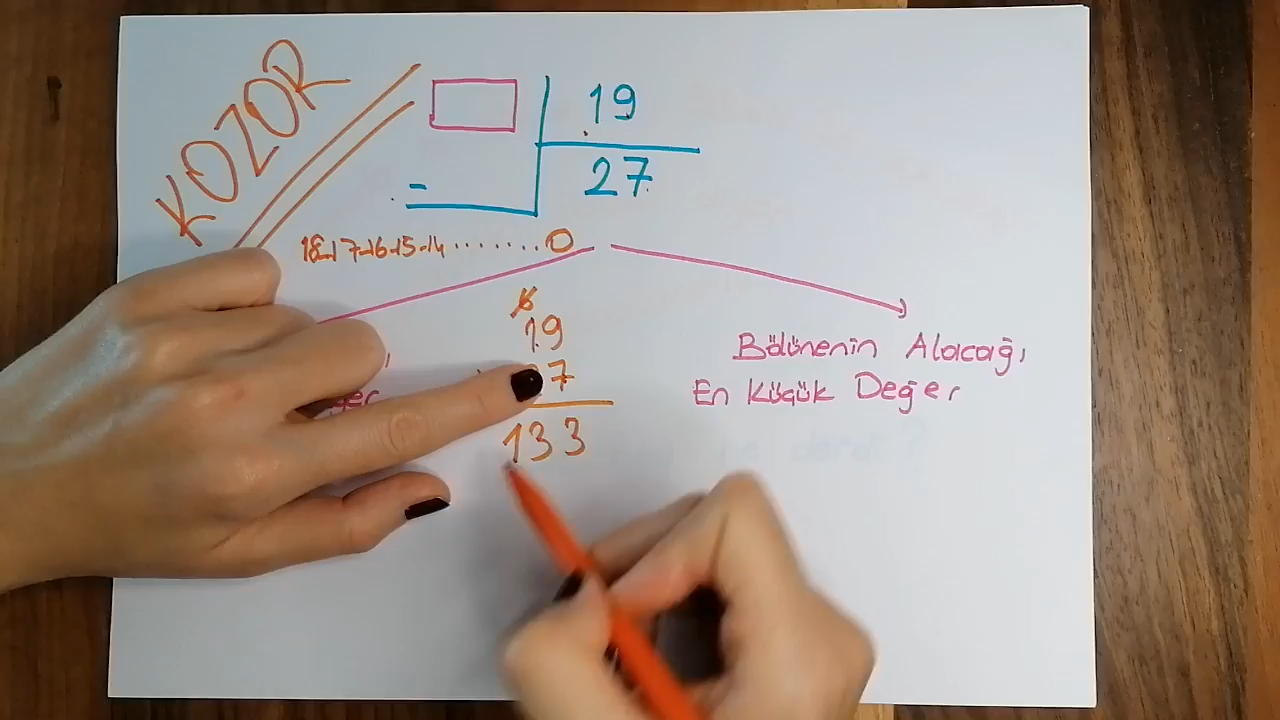 KOZOR
19
27
-
18-17-16-15-14........0
6
19
7
133
Bölünenin Alacağı
En Küçük Değer